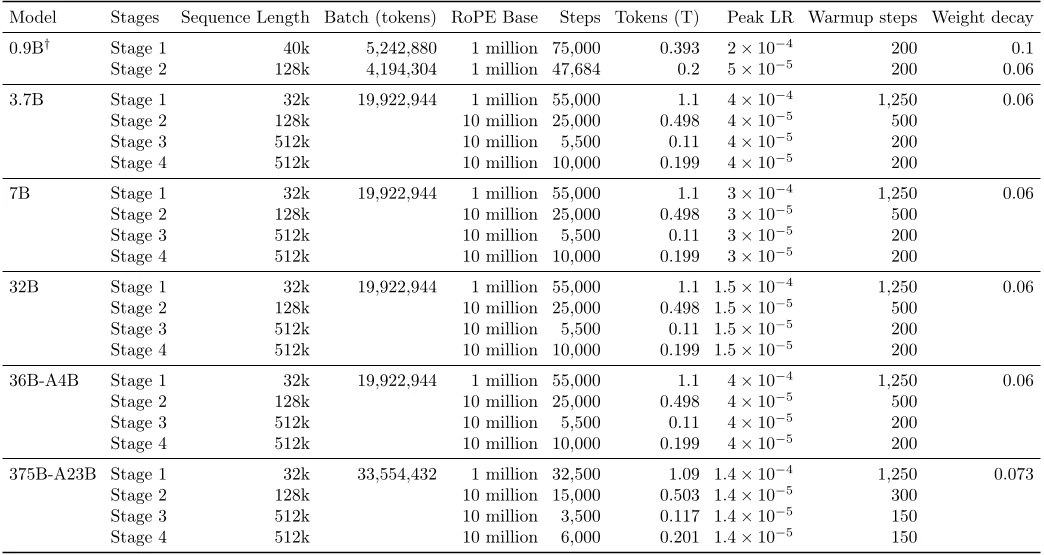 Model Stages Sequence Length Batch (tokens) RoPE Base Steps Tokens (T) Peak LR Warmup steps Weight decay
0.9B† Stage 1 40k 5,242,880 1 million 75,000 0.393 2 × 10⁻⁴ 200 0.1
Stage 2 128k 4,194,304 1 million 47,684 0.2 5 × 10⁻⁵ 200 0.06
3.7B Stage 1 32k 19,922,944 1 million 55,000 1.1 4 × 10⁻⁴ 1,250 0.06
Stage 2 128k 10 million 25,000 0.498 4 × 10⁻⁵ 500
Stage 3 512k 10 million 5,500 0.11 4 × 10⁻⁵ 200
Stage 4 512k 10 million 10,000 0.199 4 × 10⁻⁵ 200
7B Stage 1 32k 19,922,944 1 million 55,000 1.1 3 × 10⁻⁴ 1,250 0.06
Stage 2 128k 10 million 25,000 0.498 3 × 10⁻⁵ 500
Stage 3 512k 10 million 5,500 0.11 3 × 10⁻⁵ 200
Stage 4 512k 10 million 10,000 0.199 3 × 10⁻⁵ 200
32B Stage 1 32k 19,922,944 1 million 55,000 1.1 1.5 × 10⁻⁴ 1,250 0.06
Stage 2 128k 10 million 25,000 0.498 1.5 × 10⁻⁵ 500
Stage 3 512k 10 million 5,500 0.11 1.5 × 10⁻⁵ 200
Stage 4 512k 10 million 10,000 0.199 1.5 × 10⁻⁵ 200
36B-A4B Stage 1 32k 19,922,944 1 million 55,000 1.1 4 × 10⁻⁴ 1,250 0.06
Stage 2 128k 10 million 25,000 0.498 4 × 10⁻⁵ 500
Stage 3 512k 10 million 5,500 0.11 4 × 10⁻⁵ 200
Stage 4 512k 10 million 10,000 0.199 4 × 10⁻⁵ 200
375B-A23B Stage 1 32k 33,554,432 1 million 32,500 1.09 1.4 × 10⁻⁴ 1,250 0.073
Stage 2 128k 10 million 15,000 0.503 1.4 × 10⁻⁵ 300
Stage 3 512k 10 million 3,500 0.117 1.4 × 10⁻⁵ 150
Stage 4 512k 10 million 6,000 0.201 1.4 × 10⁻⁵ 150